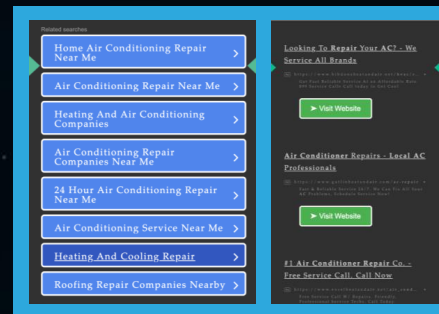 Related searches
Home Air Conditioning Repair
Near Me
Air Conditioning Repair Near Me
Heating And Air Conditioning
Companies
Air Conditioning Repair
Companies Near Me
24 Hour Air Conditioning Repair
Near Me
Air Conditioning Service Near Me
Heating And Cooling Repair
Roofing Repair Companies Nearby
Looking To Repair Your AC? - We
Service All Brands
Visit Website
Air Conditioner Repairs - Local AC
Professionals
Visit Website
#1 Air Conditioner Repair Co. -
Free Service Call. Call Now